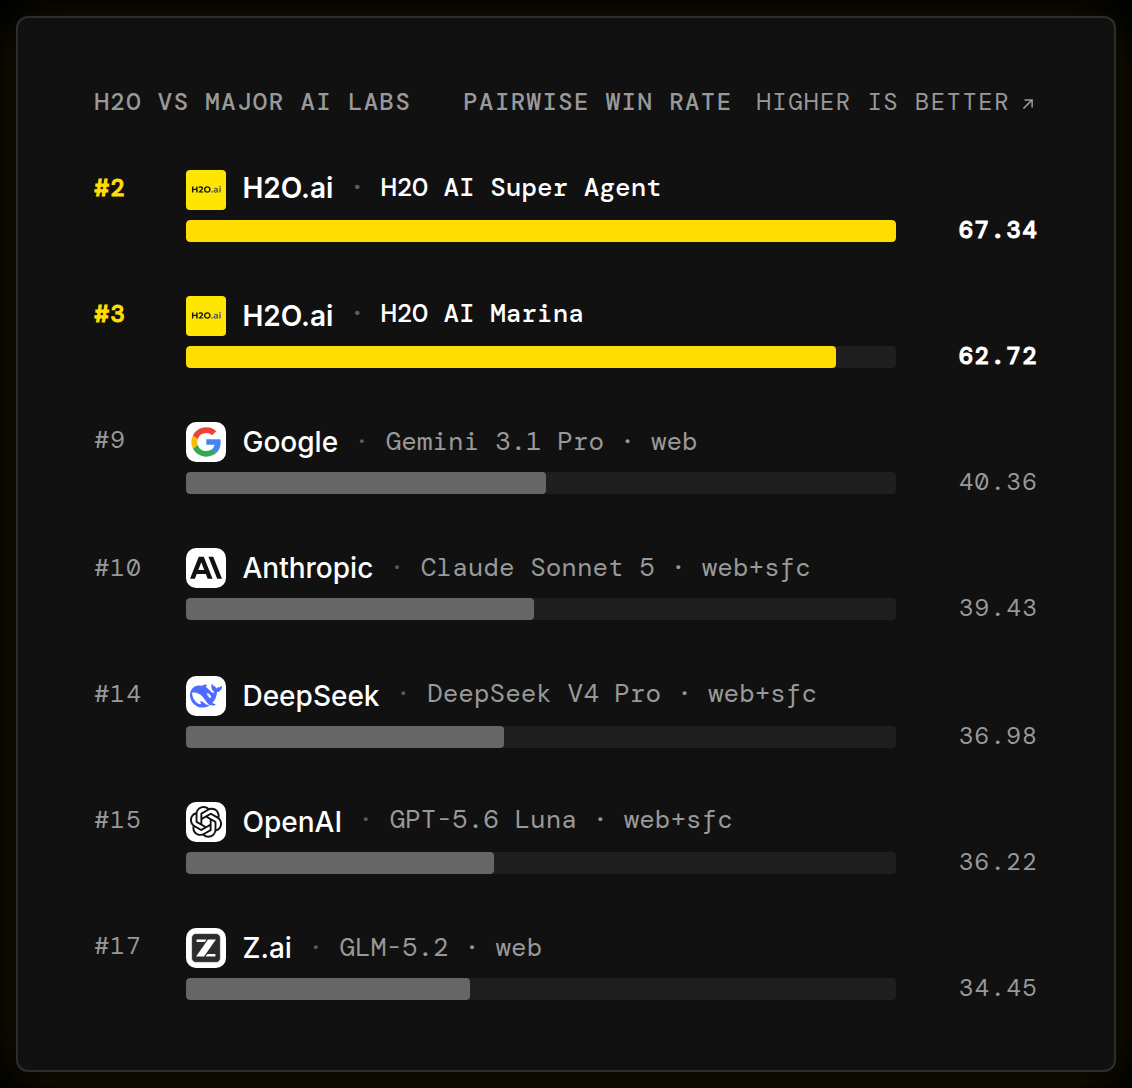 H2O VS MAJOR AI LABS PAIRWISE WIN RATE HIGHER IS BETTER ↗
#2 H2O.ai H2O.ai · H2O AI Super Agent
67.34
#3 H2O.ai H2O.ai · H2O AI Marina
62.72
#9 Google · Gemini 3.1 Pro · web
40.36
#10 Anthropic · Claude Sonnet 5 · web+sfc
39.43
#14 DeepSeek · DeepSeek V4 Pro · web+sfc
36.98
#15 OpenAI · GPT-5.6 Luna · web+sfc
36.22
#17 Z.ai · GLM-5.2 · web
34.45